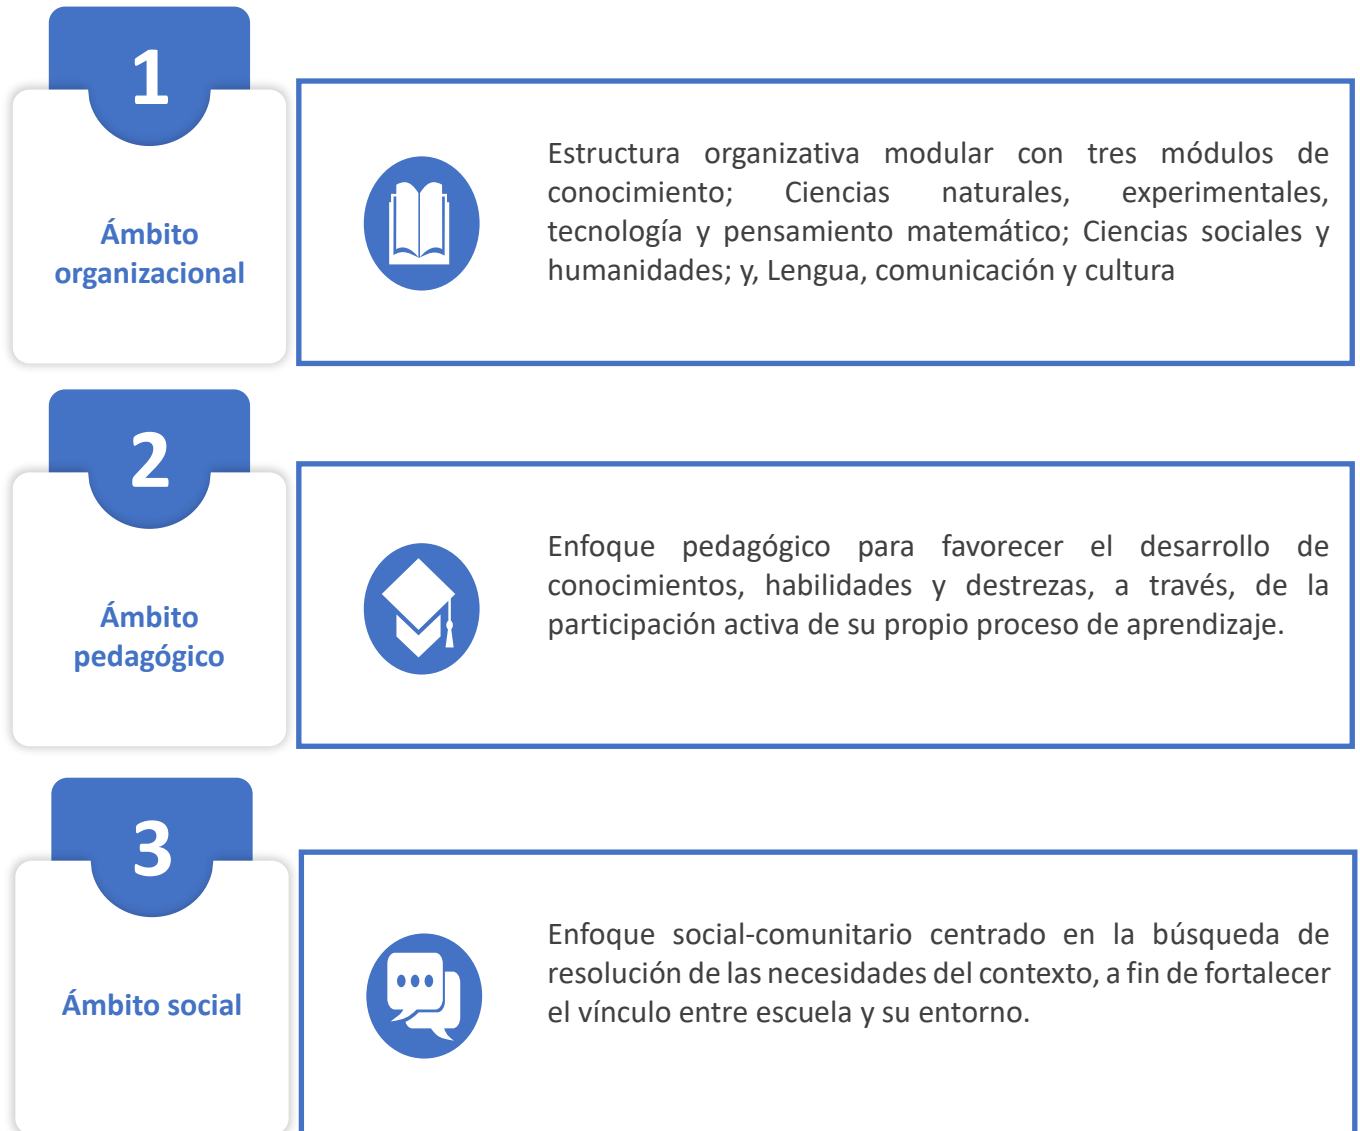 1
Ámbito
organizacional
Estructura organizativa modular con tres módulos de
conocimiento; Ciencias naturales, experimentales,
tecnología y pensamiento matemático; Ciencias sociales y
humanidades; y, Lengua, comunicación y cultura
2
Ámbito
pedagógico
Enfoque pedagógico para favorecer el desarrollo de
conocimientos, habilidades y destrezas, a través, de la
participación activa de su propio proceso de aprendizaje.
3
Ámbito social
Enfoque social-comunitario centrado en la búsqueda de
resolución de las necesidades del contexto, a fin de fortalecer
el vínculo entre escuela y su entorno.